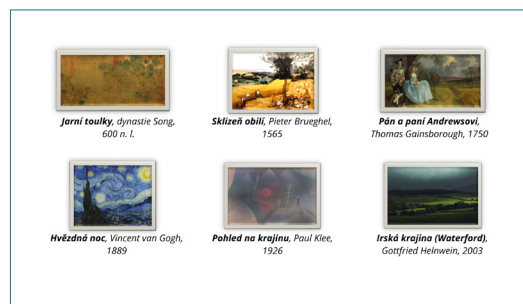 Jarní toulky, dynastie Song,
600 n. l.
Sklizeň obilí, Pieter Brueghel,
1565
Pán a paní Andrewsovi,
Thomas Gainsborough, 1750
Hvězdná noc, Vincent van Gogh,
1889
Pohled na krajinu, Paul Klee,
1926
Irská krajina (Waterford),
Gottfried Helnwein, 2003